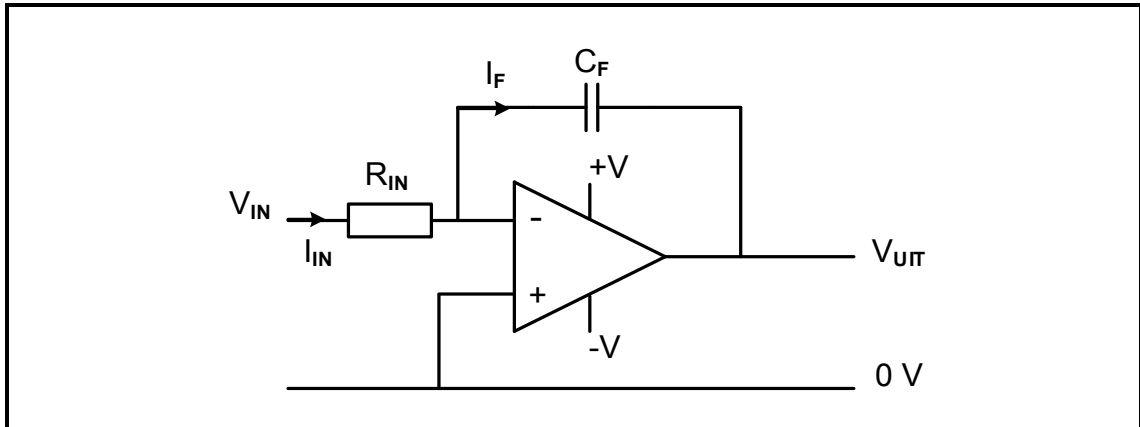 I_F
C_F
+V
R_IN
V_IN
I_IN
-
+
V_UIT
-V
0 V